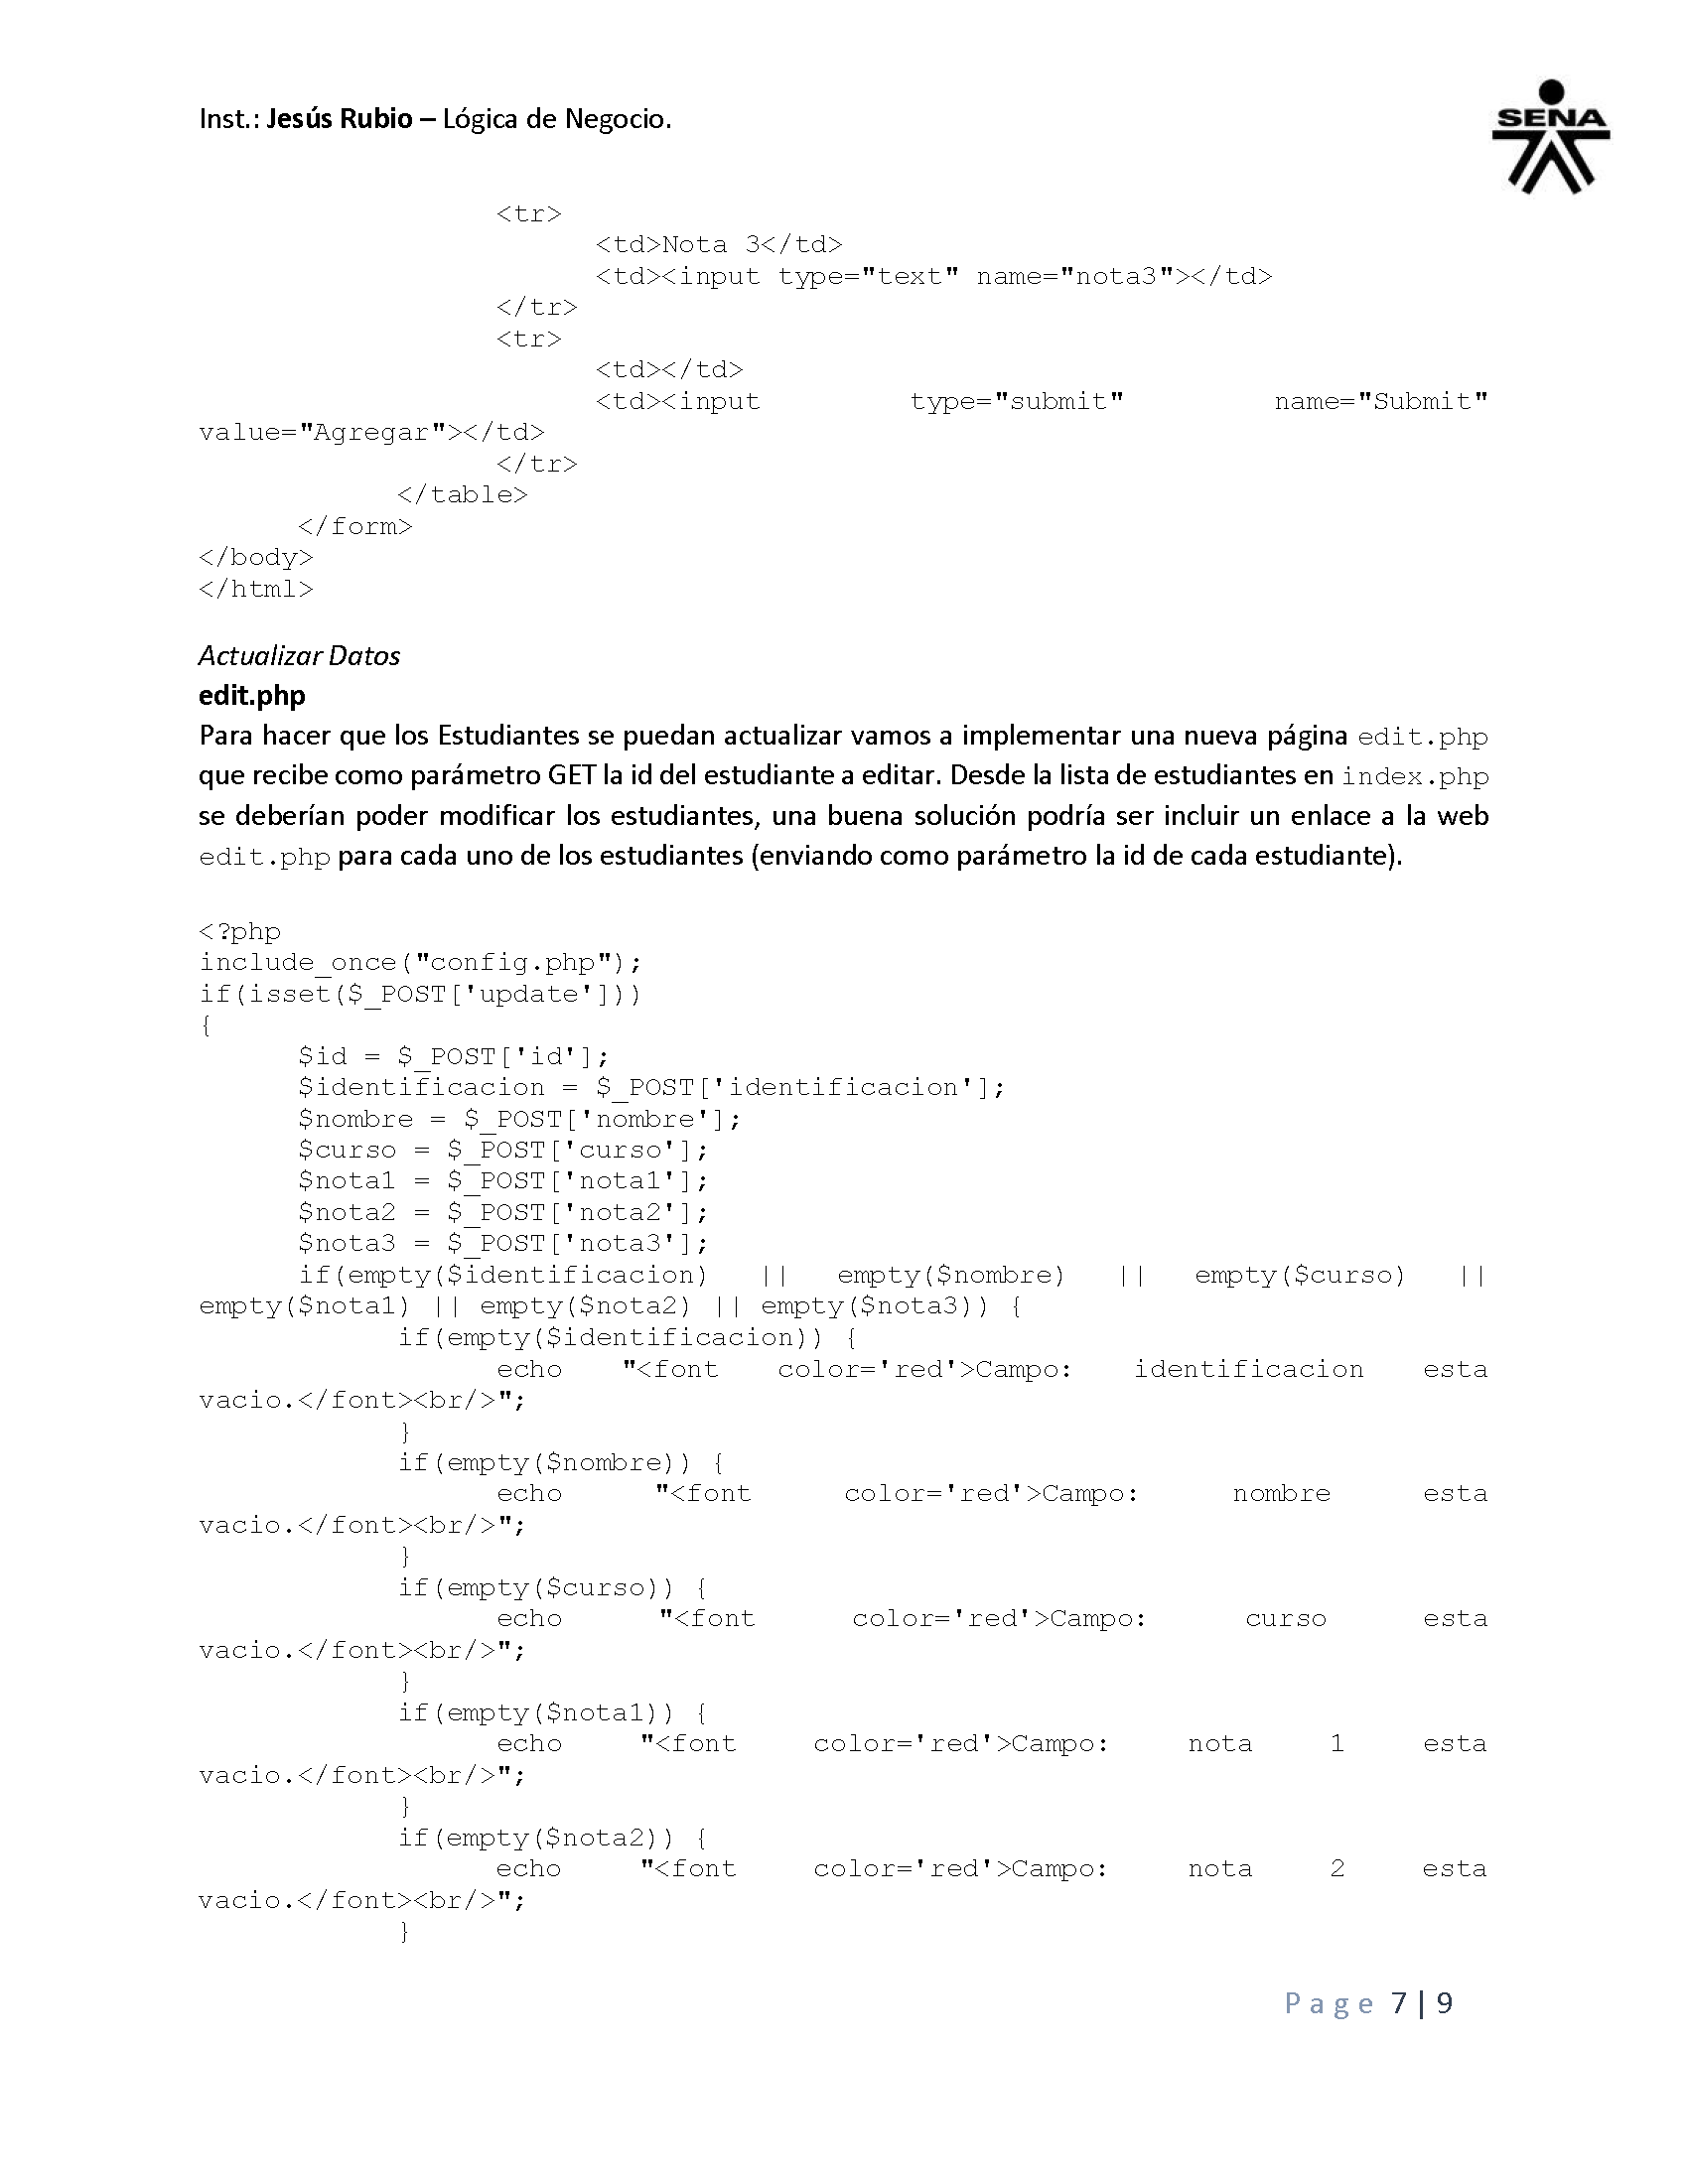 Inst.: Jesús Rubio – Lógica de Negocio.
SENA
<tr>
<td>Nota 3</td>
<td><input type="text" name="nota3"></td>
</tr>
<tr>
<td></td>
<td><input type="submit" name="Submit"
value="Agregar"></td>
</tr>
</table>
</form>
</body>
</html>
Actualizar Datos
edit.php
Para hacer que los Estudiantes se puedan actualizar vamos a implementar una nueva página edit.php
que recibe como parámetro GET la id del estudiante a editar. Desde la lista de estudiantes en index.php
se deberían poder modificar los estudiantes, una buena solución podría ser incluir un enlace a la web
edit.php para cada uno de los estudiantes (enviando como parámetro la id de cada estudiante).
<?php
include_once("config.php");
if(isset($_POST['update']))
{
$id = $_POST['id'];
$identificacion = $_POST['identificacion'];
$nombre = $_POST['nombre'];
$curso = $_POST['curso'];
$nota1 = $_POST['nota1'];
$nota2 = $_POST['nota2'];
$nota3 = $_POST['nota3'];
if(empty($identificacion) || empty($nombre) || empty($curso) ||
empty($nota1) || empty($nota2) || empty($nota3)) {
if(empty($identificacion)) {
echo "<font color='red'>Campo: identificacion esta
vacio.</font><br/>";
}
if(empty($nombre)) {
echo "<font color='red'>Campo: nombre esta
vacio.</font><br/>";
}
if(empty($curso)) {
echo "<font color='red'>Campo: curso esta
vacio.</font><br/>";
}
if(empty($nota1)) {
echo "<font color='red'>Campo: nota 1 esta
vacio.</font><br/>";
}
if(empty($nota2)) {
echo "<font color='red'>Campo: nota 2 esta
vacio.</font><br/>";
}
Page 7 | 9